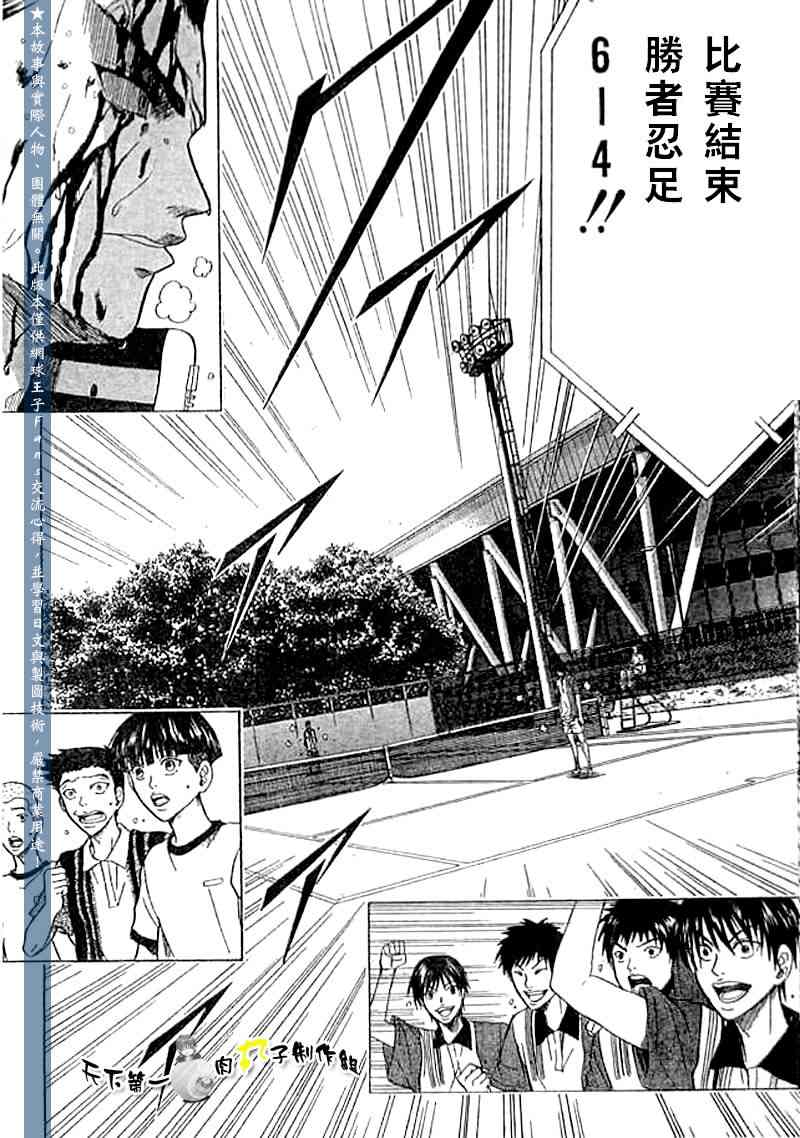 比賽結束
勝者忍足
6-4!!
★本故事與實際人物、團體無關。此版本僅供網球王子Fans交流心得，並學習日文與製圖技術，嚴禁商業用途！
天下第一肉丸子制作組